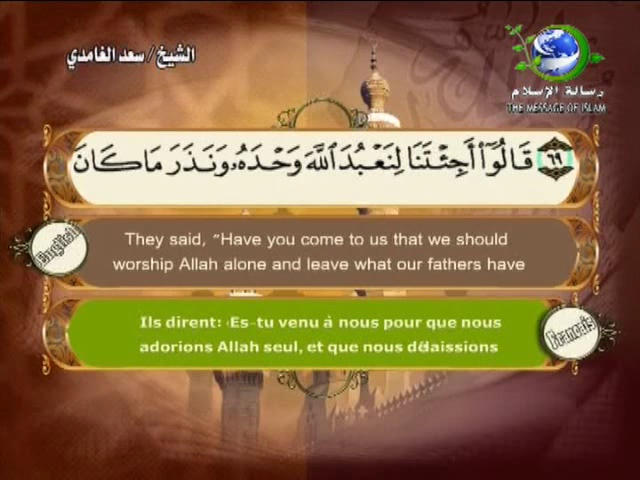 الشيخ / سعد الغامدي
رسالة الإسلام
THE MESSAGE OF ISLAM
٦٩ قَالُوٓا۟ أَجِئْتَنَا لِنَعْبُدَ ٱللَّهَ وَحْدَهُۥ وَنَذَرَ مَا كَانَ
English
They said, "Have you come to us that we should
worship Allah alone and leave what our fathers have
Français
Ils dirent: ‹Es-tu venu à nous pour que nous
adorions Allah seul, et que nous délaissions